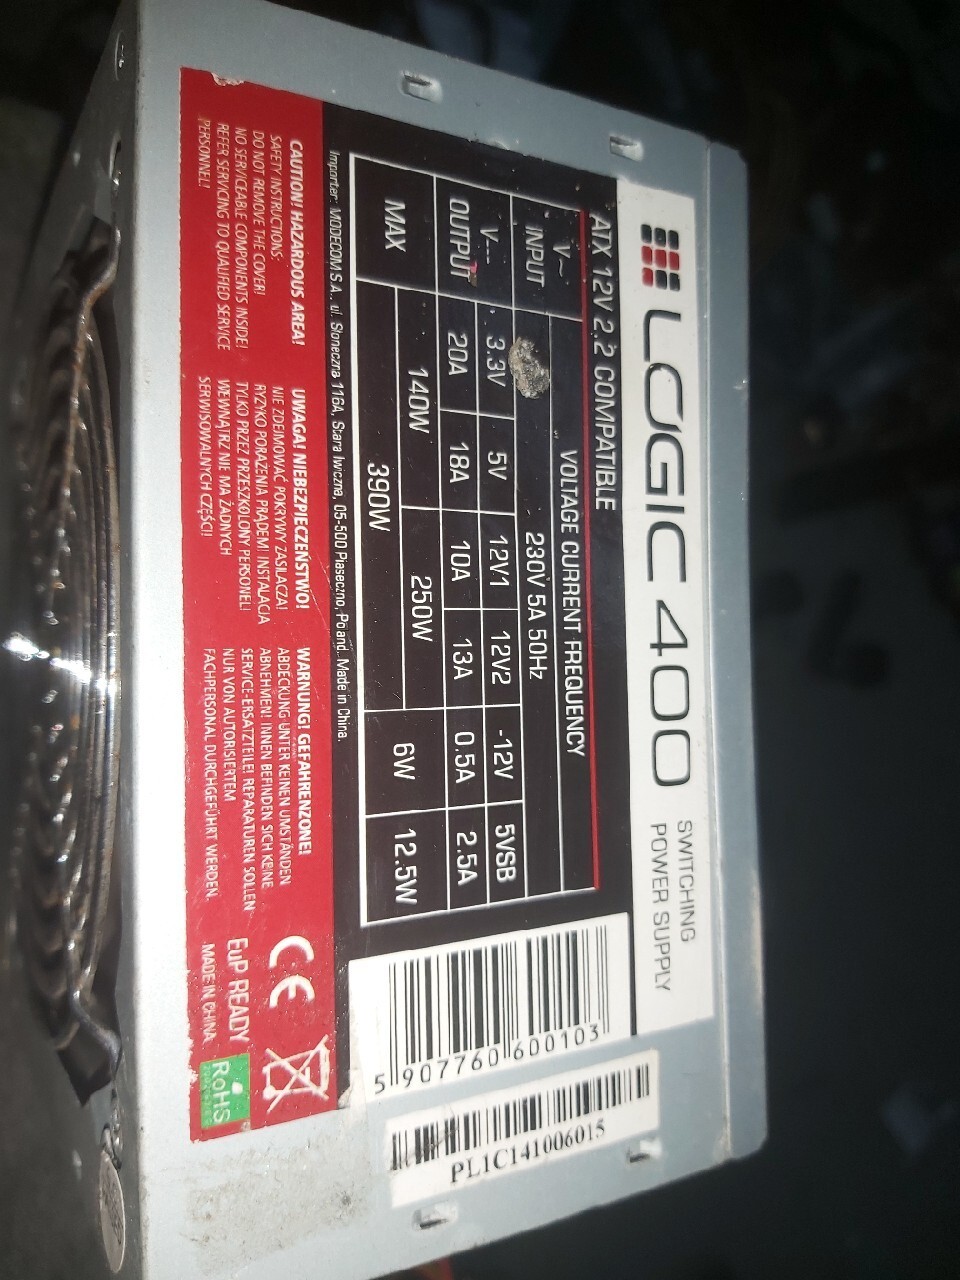 LOGIC 400
SWITCHING
POWER SUPPLY
ATX 12V 2.2 COMPATIBLE
V~
INPUT
VOLTAGE CURRENT FREQUENCY
230V 5A 50Hz
V⎓ 3.3V 5V 12V1 12V2 -12V 5VSB
OUTPUT 20A 18A 10A 13A 0.5A 2.5A
MAX 140W 250W 6W 12.5W
390W
Importer: MODECOM S.A., ul. Słoneczna 116A, Stara Iwiczna, 05-500 Piaseczno, Poland. Made in China.
CAUTION! HAZARDOUS AREA!
SAFETY INSTRUCTIONS:
DO NOT REMOVE THE COVER!
NO SERVICEABLE COMPONENTS INSIDE!
REFER SERVICING TO QUALIFIED SERVICE
PERSONNEL!
UWAGA! NIEBEZPIECZEŃSTWO!
NIE ZDEJMOWAĆ POKRYWY ZASILACZA!
RYZYKO PORAŻENIA PRĄDEM! INSTALACJA
TYLKO PRZEZ PRZESZKOLONY PERSONEL!
WEWNĄTRZ NIE MA ŻADNYCH
SERWISOWALNYCH CZĘŚCI!
WARNUNG! GEFAHRENZONE!
ABDECKUNG UNTER KEINEN UMSTÄNDEN
ABNEHMEN! INNEN BEFINDEN SICH KEINE
SERVICE-ERSATZTEILE! REPARATUREN SOLLEN
NUR VON AUTORISIERTEM
FACHPERSONAL DURCHGEFÜHRT WERDEN.
CE
EuP READY
MADE IN CHINA
RoHS
5 907760 600103
PL1C141006015